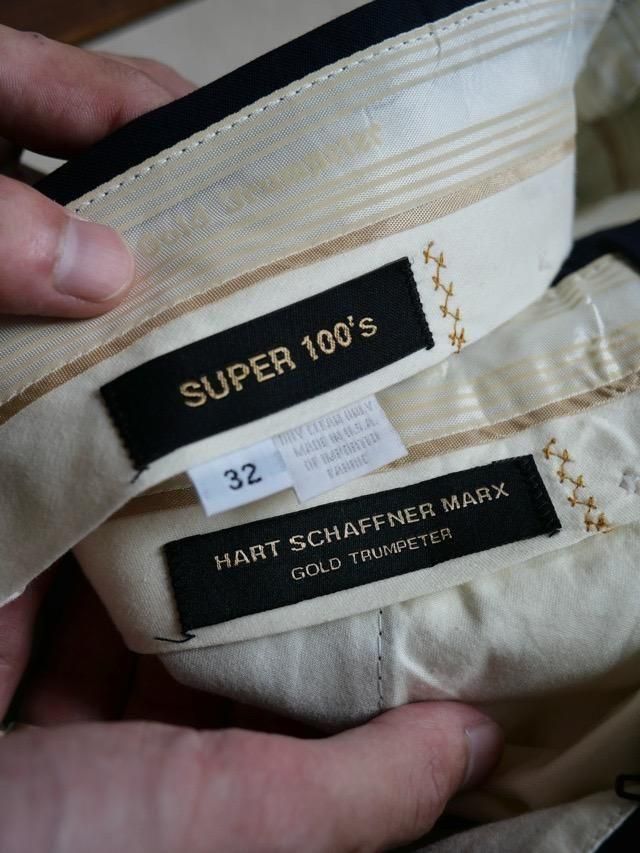 Gold Trumpeter
SUPER 100's
32
DRY CLEAN ONLY
MADE IN U.S.A.
OF IMPORTED
FABRIC
HART SCHAFFNER MARX
GOLD TRUMPETER